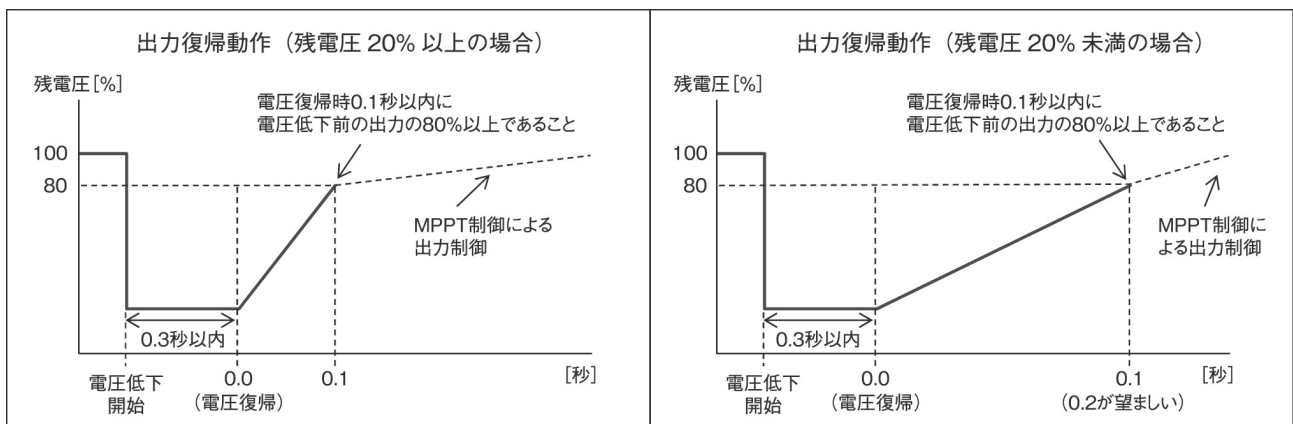 出力復帰動作(残電圧 20% 以上の場合)
残電圧[%]
電圧復帰時0.1秒以内に
電圧低下前の出力の80%以上であること
100
80
MPPT制御による
出力制御
0.3秒以内
電圧低下
開始
0.0
(電圧復帰)
0.1
[秒]
出力復帰動作(残電圧 20% 未満の場合)
残電圧[%]
電圧復帰時0.1秒以内に
電圧低下前の出力の80%以上であること
100
80
MPPT制御に
よる出力制御
0.3秒以内
電圧低下
開始
0.0
(電圧復帰)
0.1
(0.2が望ましい)
[秒]